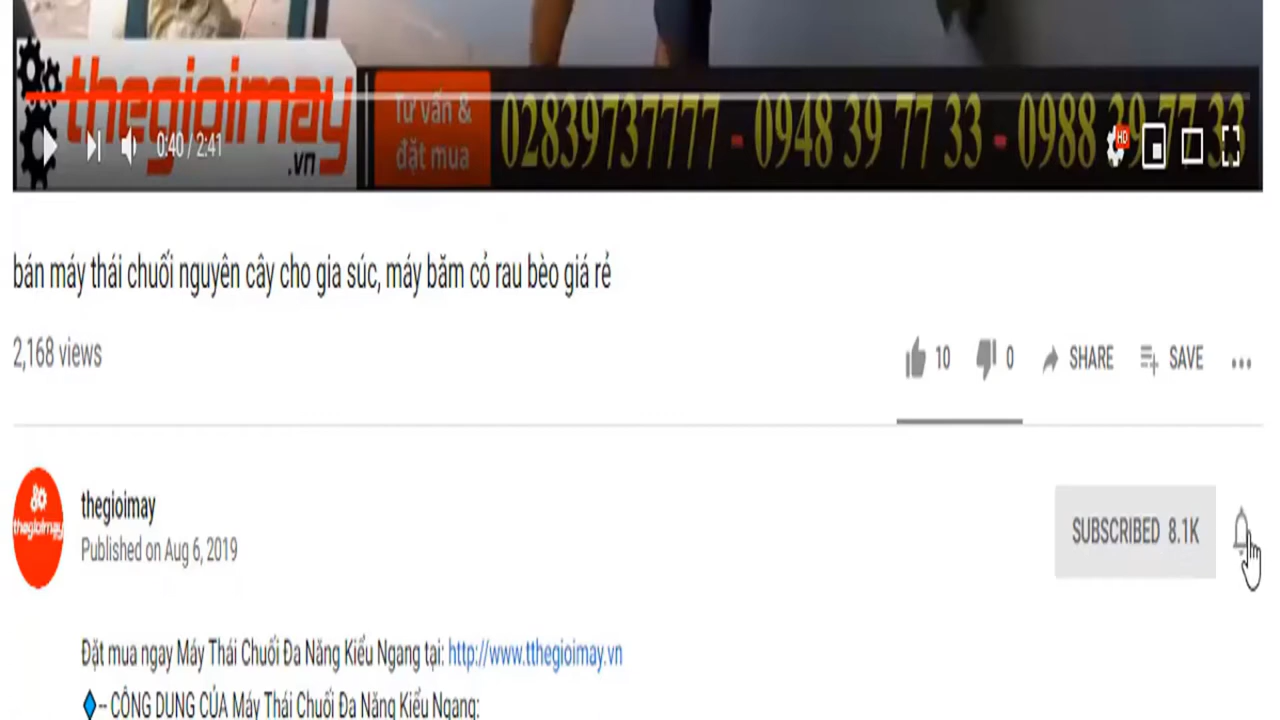 thegioimay
.vn
Tư vấn &
đặt mua
02839737777 - 0948 39 77 33 - 0988 39 77 33
0:40 / 2:41
HD
bán máy thái chuối nguyên cây cho gia súc, máy băm cỏ rau bèo giá rẻ
2,168 views
10 0 SHARE SAVE
thegioimay
thegioimay
Published on Aug 6, 2019
SUBSCRIBED 8.1K
Đặt mua ngay Máy Thái Chuối Đa Năng Kiểu Ngang tại: http://www.tthegioimay.vn
-- CÔNG DỤNG CỦA Máy Thái Chuối Đa Năng Kiểu Ngang: